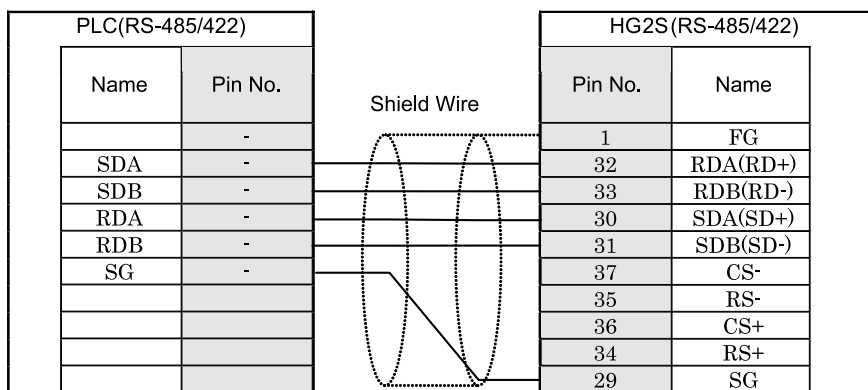 PLC(RS-485/422) HG2S(RS-485/422)
Name Pin No. Shield Wire Pin No. Name
- 1 FG
SDA - 32 RDA(RD+)
SDB - 33 RDB(RD-)
RDA - 30 SDA(SD+)
RDB - 31 SDB(SD-)
SG - 37 CS-
35 RS-
36 CS+
34 RS+
29 SG